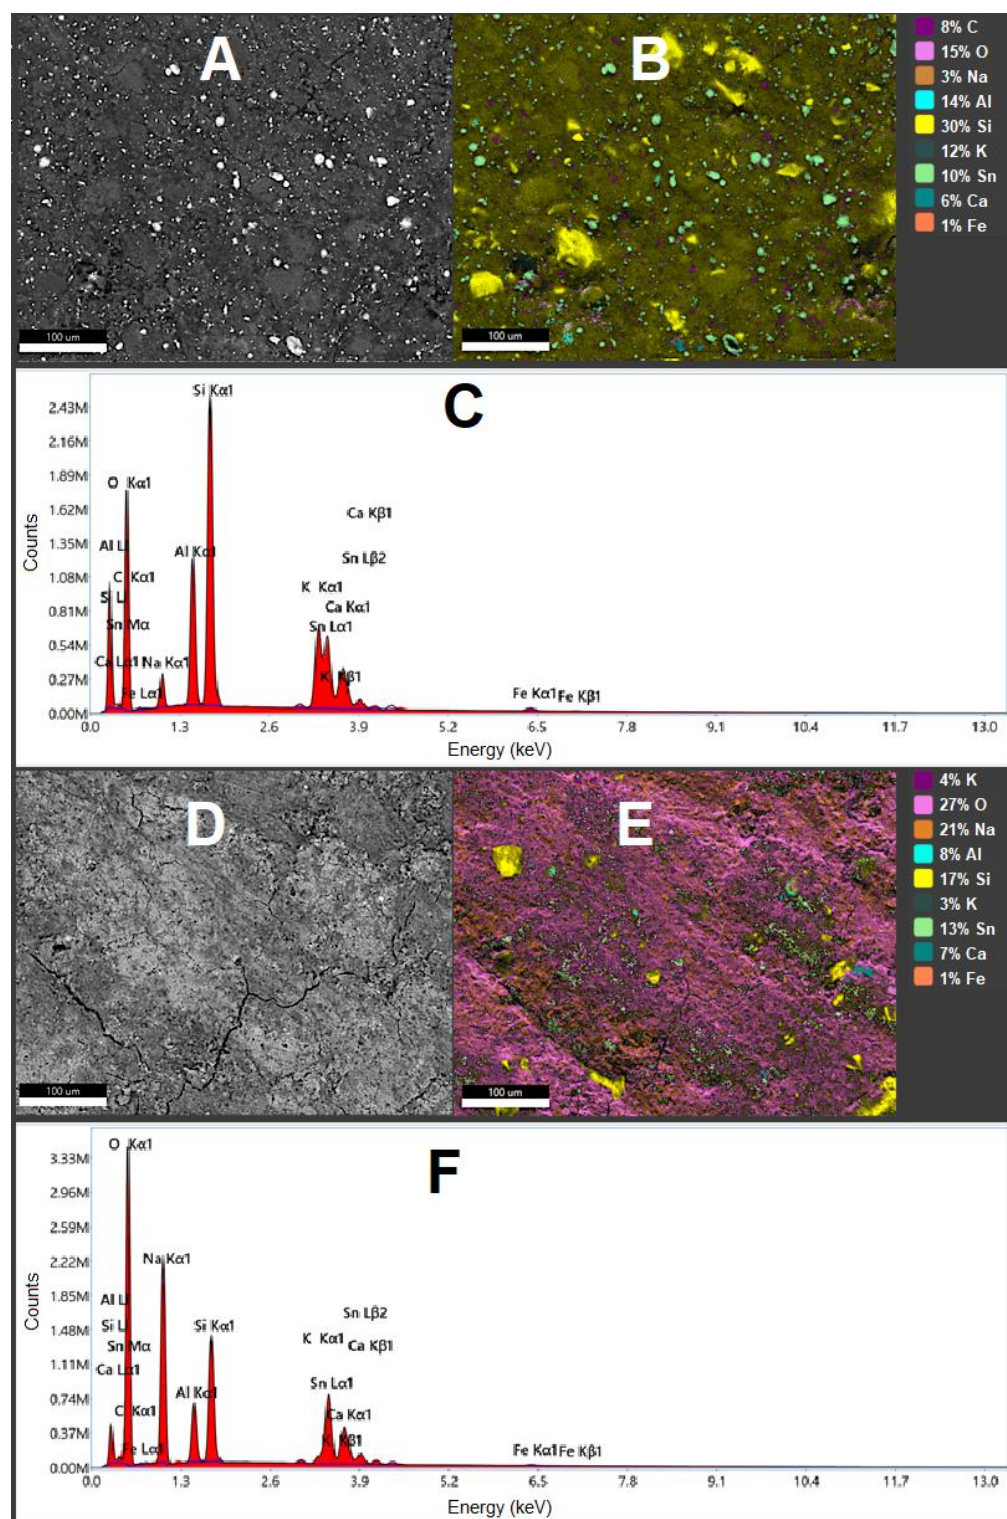 A
100 um
B
100 um
8% C
15% O
3% Na
14% Al
30% Si
12% K
10% Sn
6% Ca
1% Fe
C
Counts
2.43M
2.16M
1.89M
1.62M
1.35M
1.08M
0.81M
0.54M
0.27M
0.00M
Si Kα1
O Kα1
Al Ll
C Kα1
Si Ll
Sn Mα
Ca Lα1
Na Kα1
Fe Lα1
Al Kα1
Ca Kβ1
Sn Lβ2
K Kα1
Ca Kα1
Sn Lα1
K Kβ1
Fe Kα1
Fe Kβ1
0.0 1.3 2.6 3.9 5.2 6.5 7.8 9.1 10.4 11.7 13.0
Energy (keV)
D
100 um
E
100 um
4% K
27% O
21% Na
8% Al
17% Si
3% K
13% Sn
7% Ca
1% Fe
F
Counts
3.33M
2.96M
2.59M
2.22M
1.85M
1.48M
1.11M
0.74M
0.37M
0.00M
O Kα1
Na Kα1
Al Ll
Si Ll
Sn Mα
Ca Lα1
C Kα1
Fe Lα1
Si Kα1
Al Kα1
Sn Lβ2
K Kα1
Ca Kβ1
Sn Lα1
Ca Kα1
K Kβ1
Fe Kα1
Fe Kβ1
0.0 1.3 2.6 3.9 5.2 6.5 7.8 9.1 10.4 11.7 13.0
Energy (keV)